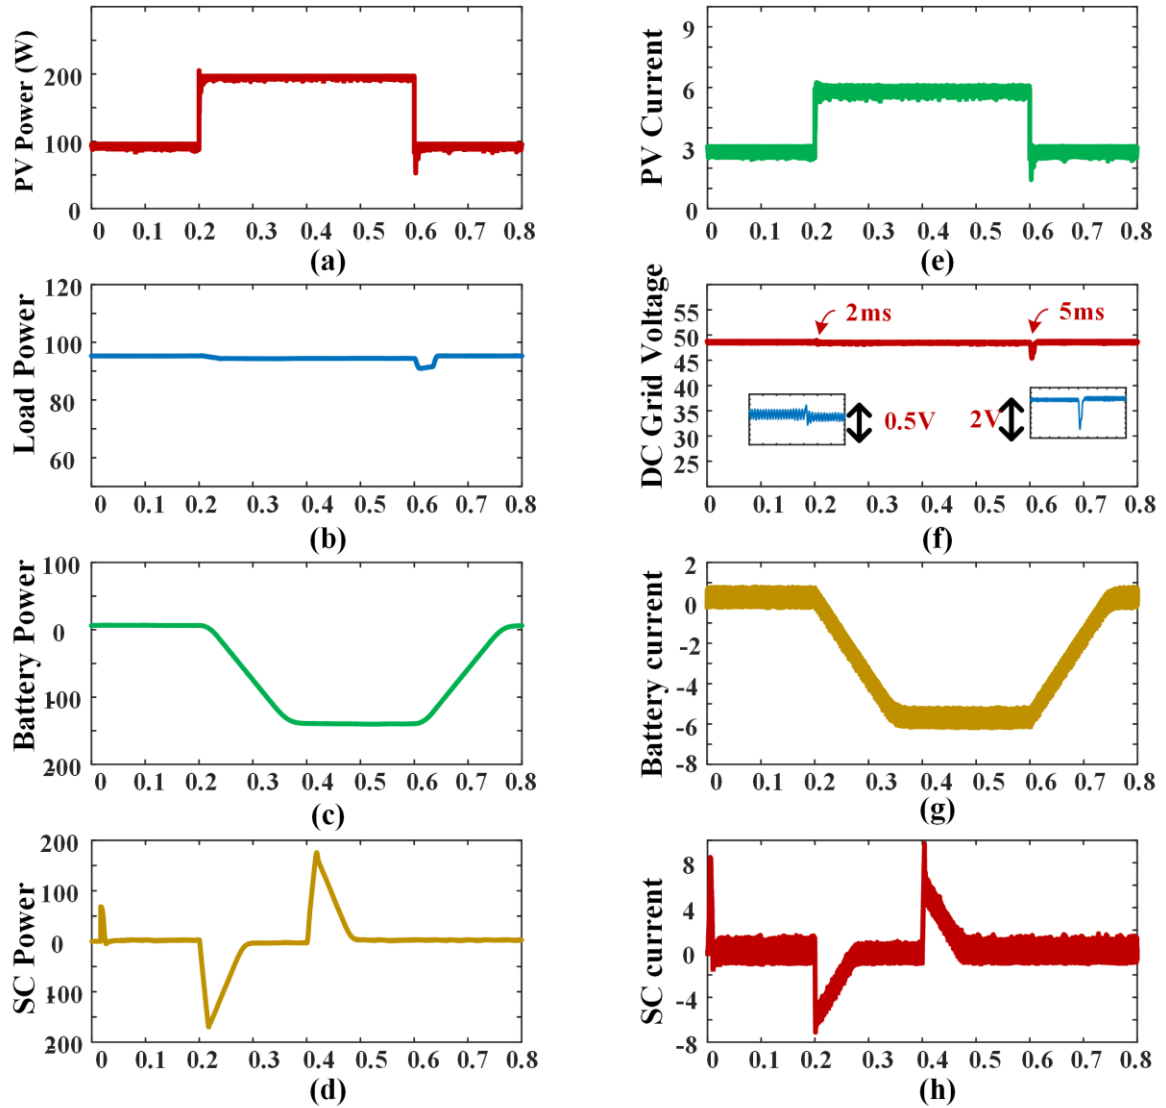 PV Power (W)
200
100
0
0 0.1 0.2 0.3 0.4 0.5 0.6 0.7 0.8
(a)
Load Power
120
100
80
60
0 0.1 0.2 0.3 0.4 0.5 0.6 0.7 0.8
(b)
Battery Power
100
0
100
200
0 0.1 0.2 0.3 0.4 0.5 0.6 0.7 0.8
(c)
SC Power
200
100
0
-100
-200
0 0.1 0.2 0.3 0.4 0.5 0.6 0.7 0.8
(d)
PV Current
9
6
3
0
0 0.1 0.2 0.3 0.4 0.5 0.6 0.7 0.8
(e)
DC Grid Voltage
55
50
45
40
35
30
25
20
2ms
5ms
0.5V
2V
0 0.1 0.2 0.3 0.4 0.5 0.6 0.7 0.8
(f)
Battery current
2
0
-2
-4
-6
-8
0 0.1 0.2 0.3 0.4 0.5 0.6 0.7 0.8
(g)
SC current
8
4
0
-4
-8
0 0.1 0.2 0.3 0.4 0.5 0.6 0.7 0.8
(h)